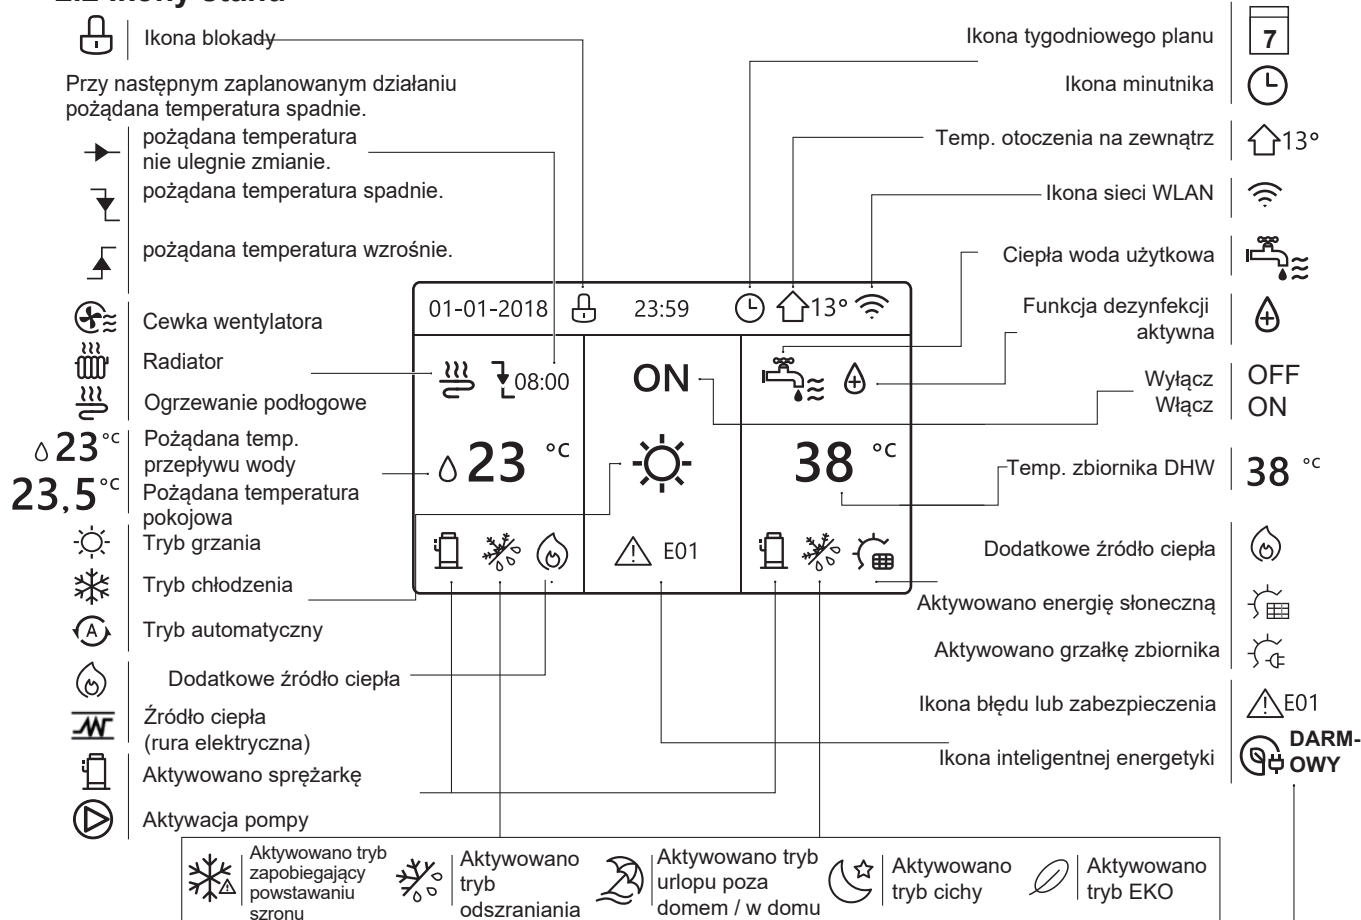 2.2 Ikony stanu
Ikona blokady
Przy następnym zaplanowanym działaniu
pożądana temperatura spadnie.
pożądana temperatura
nie ulegnie zmianie.
pożądana temperatura spadnie.
pożądana temperatura wzrośnie.
Cewka wentylatora
Radiator
Ogrzewanie podłogowe
23°C
Pożądana temp.
przepływu wody
23,5°C
Pożądana temperatura
pokojowa
Tryb grzania
Tryb chłodzenia
A
Tryb automatyczny
Dodatkowe źródło ciepła
Źródło ciepła
(rura elektryczna)
Aktywowano sprężarkę
Aktywacja pompy
01-01-2018
23:59
13°
08:00
ON
23 °C
38 °C
E01
Ikona tygodniowego planu
7
Ikona minutnika
Temp. otoczenia na zewnątrz
13°
Ikona sieci WLAN
Ciepła woda użytkowa
Funkcja dezynfekcji
aktywna
Wyłącz OFF
Włącz ON
Temp. zbiornika DHW
38 °C
Dodatkowe źródło ciepła
Aktywowano energię słoneczną
Aktywowano grzałkę zbiornika
Ikona błędu lub zabezpieczenia
E01
Ikona inteligentnej energetyki
DARM-
OWY
Aktywowano tryb
zapobiegający
powstawaniu
szronu
Aktywowano
tryb
odszraniania
Aktywowano tryb
urlopu poza
domem / w domu
Aktywowano
tryb cichy
Aktywowano
tryb EKO